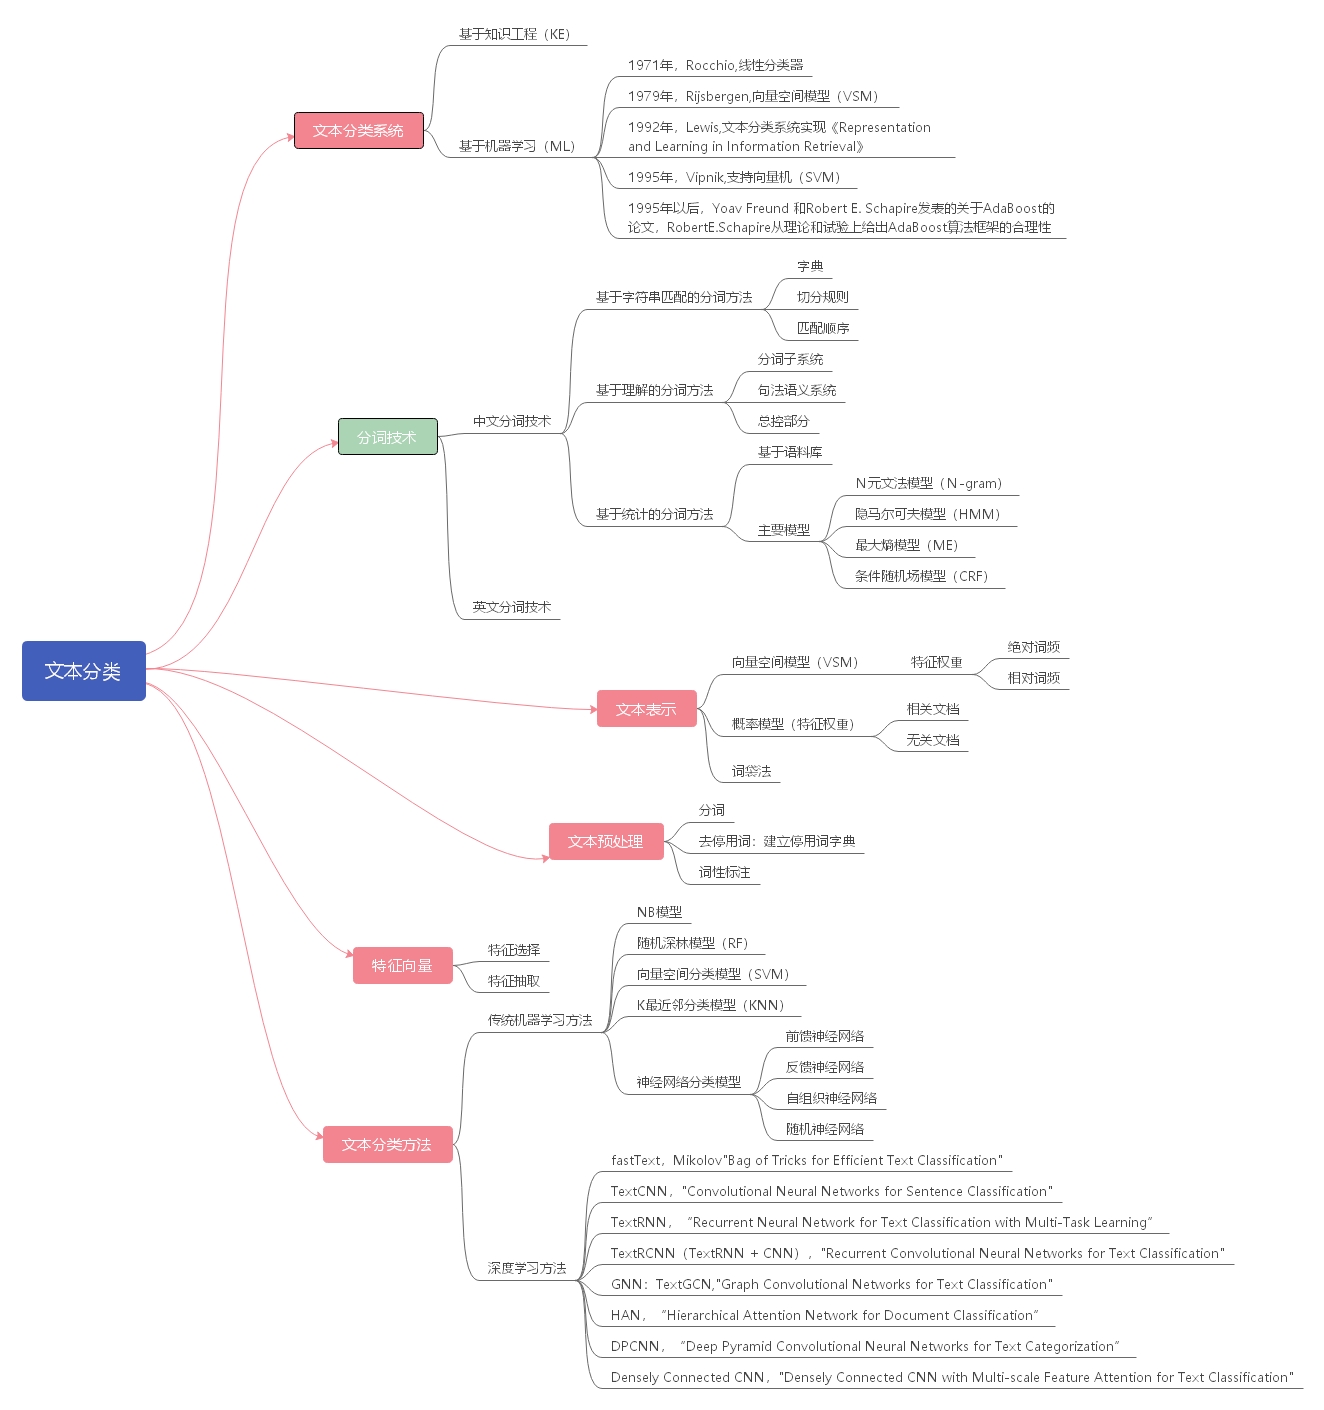 文本分类
文本分类系统
基于知识工程（KE）
基于机器学习（ML）
1971年，Rocchio,线性分类器
1979年，Rijsbergen,向量空间模型（VSM）
1992年，Lewis,文本分类系统实现《Representation
and Learning in Information Retrieval》
1995年，Vipnik,支持向量机（SVM）
1995年以后，Yoav Freund 和Robert E. Schapire发表的关于AdaBoost的
论文，RobertE.Schapire从理论和试验上给出AdaBoost算法框架的合理性
分词技术
中文分词技术
基于字符串匹配的分词方法
字典
切分规则
匹配顺序
基于理解的分词方法
分词子系统
句法语义系统
总控部分
基于统计的分词方法
基于语料库
主要模型
N元文法模型（N-gram）
隐马尔可夫模型（HMM）
最大熵模型（ME）
条件随机场模型（CRF）
英文分词技术
文本表示
向量空间模型（VSM）
特征权重
绝对词频
相对词频
概率模型（特征权重）
相关文档
无关文档
词袋法
文本预处理
分词
去停用词：建立停用词字典
词性标注
特征向量
特征选择
特征抽取
文本分类方法
传统机器学习方法
NB模型
随机深林模型（RF）
向量空间分类模型（SVM）
K最近邻分类模型（KNN）
神经网络分类模型
前馈神经网络
反馈神经网络
自组织神经网络
随机神经网络
深度学习方法
fastText，Mikolov"Bag of Tricks for Efficient Text Classification"
TextCNN，"Convolutional Neural Networks for Sentence Classification"
TextRNN，“Recurrent Neural Network for Text Classification with Multi-Task Learning”
TextRCNN（TextRNN + CNN）, "Recurrent Convolutional Neural Networks for Text Classification"
GNN：TextGCN,"Graph Convolutional Networks for Text Classification"
HAN，“Hierarchical Attention Network for Document Classification”
DPCNN，“Deep Pyramid Convolutional Neural Networks for Text Categorization”
Densely Connected CNN，"Densely Connected CNN with Multi-scale Feature Attention for Text Classification"